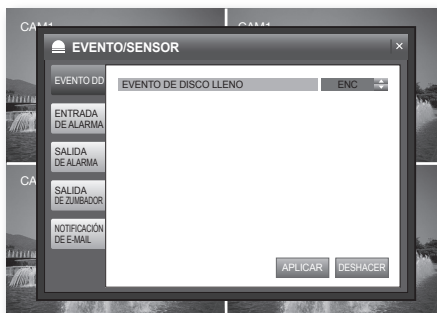 CAM1
CAM1
EVENTO/SENSOR
EVENTO DD
EVENTO DE DISCO LLENO
ENC
ENTRADA
DE ALARMA
SALIDA
DE ALARMA
CA
SALIDA
DE ZUMBADOR
NOTIFICACIÓN
DE E-MAIL
APLICAR
DESHACER